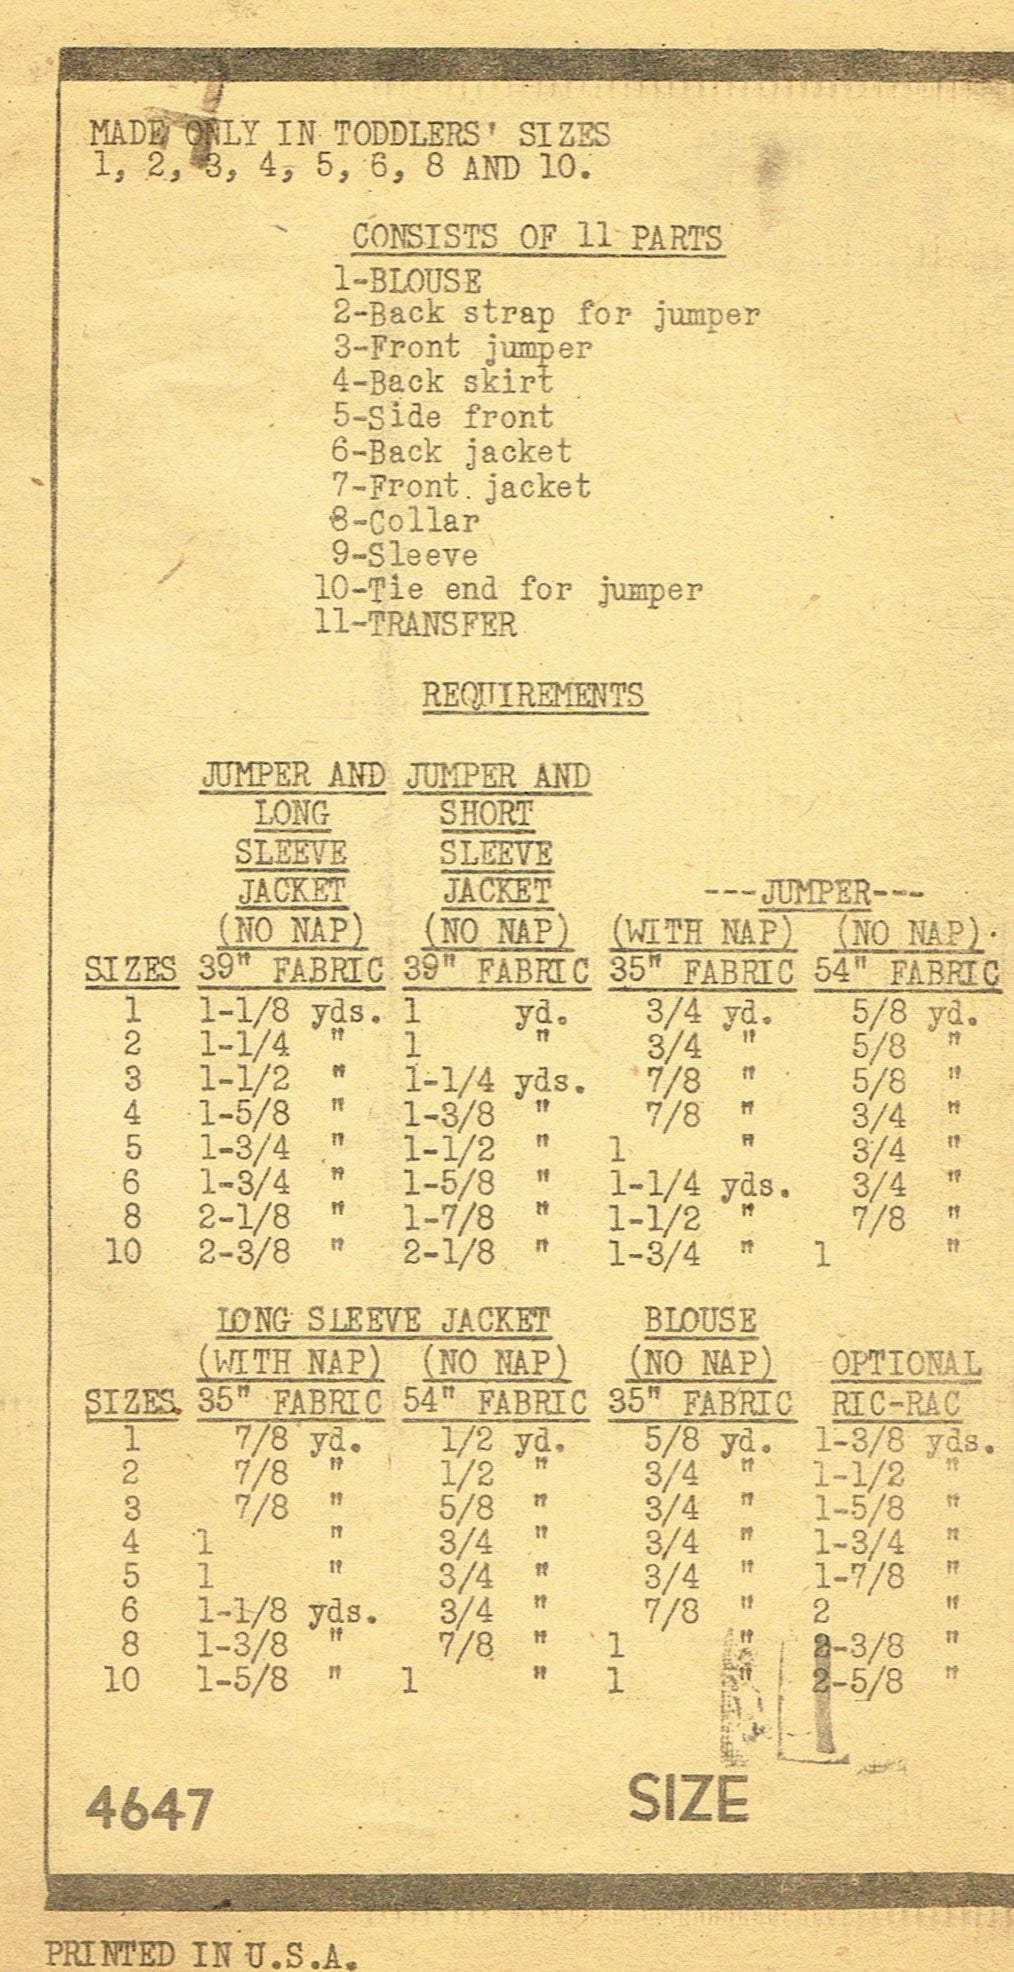 MADE ONLY IN TODDLERS' SIZES
1, 2, 3, 4, 5, 6, 8 AND 10.
CONSISTS OF 11 PARTS
1-BLOUSE
2-Back strap for jumper
3-Front jumper
4-Back skirt
5-Side front
6-Back jacket
7-Front jacket
8-Collar
9-Sleeve
10-Tie end for jumper
11-TRANSFER
REQUIREMENTS
JUMPER AND JUMPER AND
LONG SHORT
SLEEVE SLEEVE
JACKET JACKET ---JUMPER---
(NO NAP) (NO NAP) (WITH NAP) (NO NAP)
SIZES 39" FABRIC 39" FABRIC 35" FABRIC 54" FABRIC
1 1-1/8 yds. 1 yd. 3/4 yd. 5/8 yd.
2 1-1/4 " 1 " 3/4 " 5/8 "
3 1-1/2 " 1-1/4 yds. 7/8 " 5/8 "
4 1-5/8 " 1-3/8 " 7/8 " 3/4 "
5 1-3/4 " 1-1/2 " 1 " 3/4 "
6 1-3/4 " 1-5/8 " 1-1/4 yds. 3/4 "
8 2-1/8 " 1-7/8 " 1-1/2 " 7/8 "
10 2-3/8 " 2-1/8 " 1-3/4 " 1 "
LONG SLEEVE JACKET BLOUSE
(WITH NAP) (NO NAP) (NO NAP) OPTIONAL
SIZES 35" FABRIC 54" FABRIC 35" FABRIC RIC-RAC
1 7/8 yd. 1/2 yd. 5/8 yd. 1-3/8 yds.
2 7/8 " 1/2 " 3/4 " 1-1/2 "
3 7/8 " 5/8 " 3/4 " 1-5/8 "
4 1 " 3/4 " 3/4 " 1-3/4 "
5 1 " 3/4 " 3/4 " 1-7/8 "
6 1-1/8 yds. 3/4 " 7/8 " 2 "
8 1-3/8 " 7/8 " 1 " 2-3/8 "
10 1-5/8 " 1 " 1 " 2-5/8 "
4647 SIZE
PRINTED IN U.S.A.